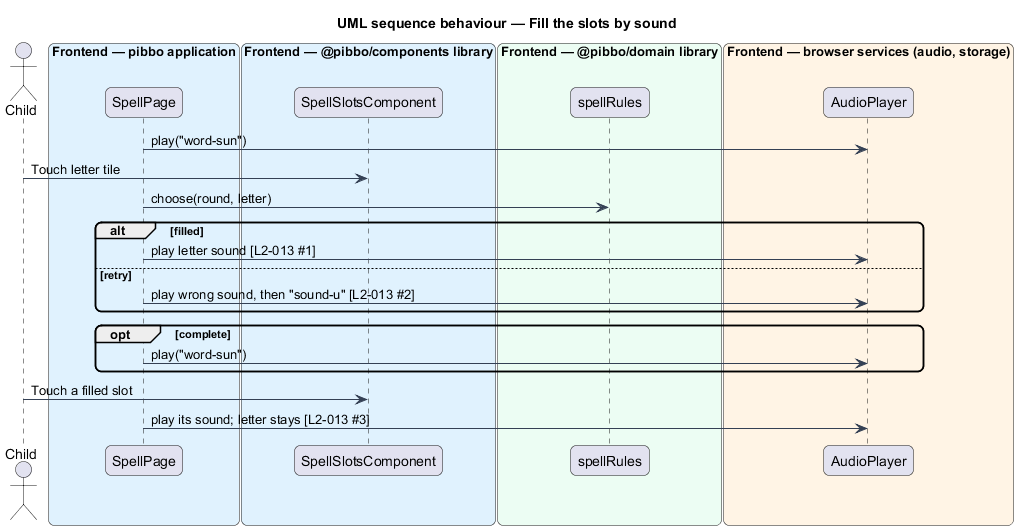 UML sequence behaviour — Fill the slots by sound
Frontend — pibbo application
Frontend — @pibbo/components library
Frontend — @pibbo/domain library
Frontend — browser services (audio, storage)
Child
SpellPage
SpellSlotsComponent
spellRules
AudioPlayer
play("word-sun")
Touch letter tile
choose(round, letter)
alt
[filled]
play letter sound [L2-013 #1]
[retry]
play wrong sound, then "sound-u" [L2-013 #2]
opt
[complete]
play("word-sun")
Touch a filled slot
play its sound; letter stays [L2-013 #3]
Child
SpellPage
SpellSlotsComponent
spellRules
AudioPlayer